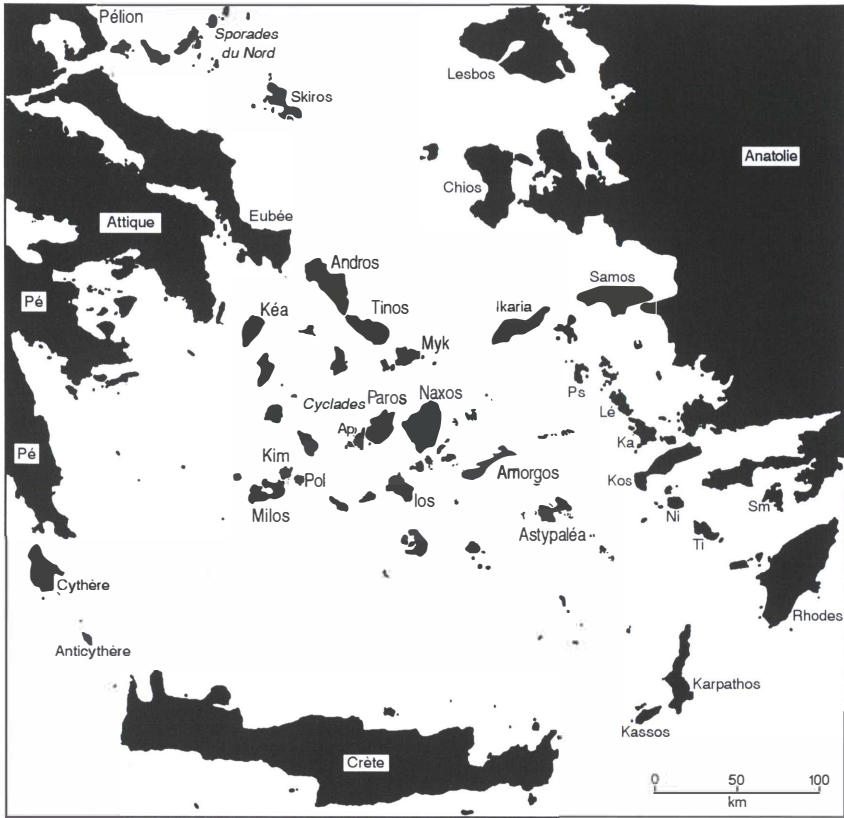 Pélion
Sporades
du Nord
Lesbos
Skiros
Anatolie
Chios
Attique
Eubée
Andros
Samos
Pé
Kéa
Tinos
Ikaria
Myk
Ps
Cyclades
Paros
Naxos
Lé
Ap
Ka
Pé
Kim
Pol
Amorgos
Kos
Milos
Ios
Ni
Sm
Astypaléa
Ti
Cythère
Rhodes
Anticythère
Karpathos
Kassos
Crète
0 50 100
km